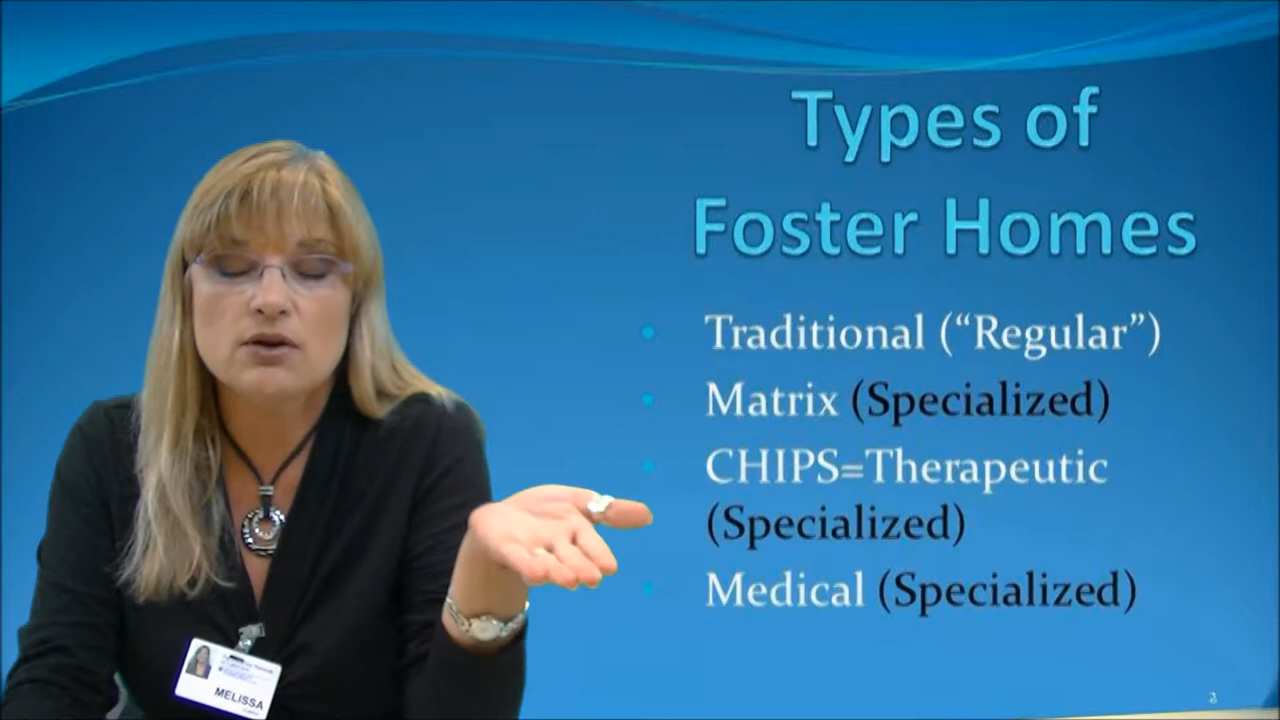 Types of
Foster Homes
• Traditional (“Regular”)
• Matrix (Specialized)
• CHIPS=Therapeutic
(Specialized)
• Medical (Specialized)
MELISSA